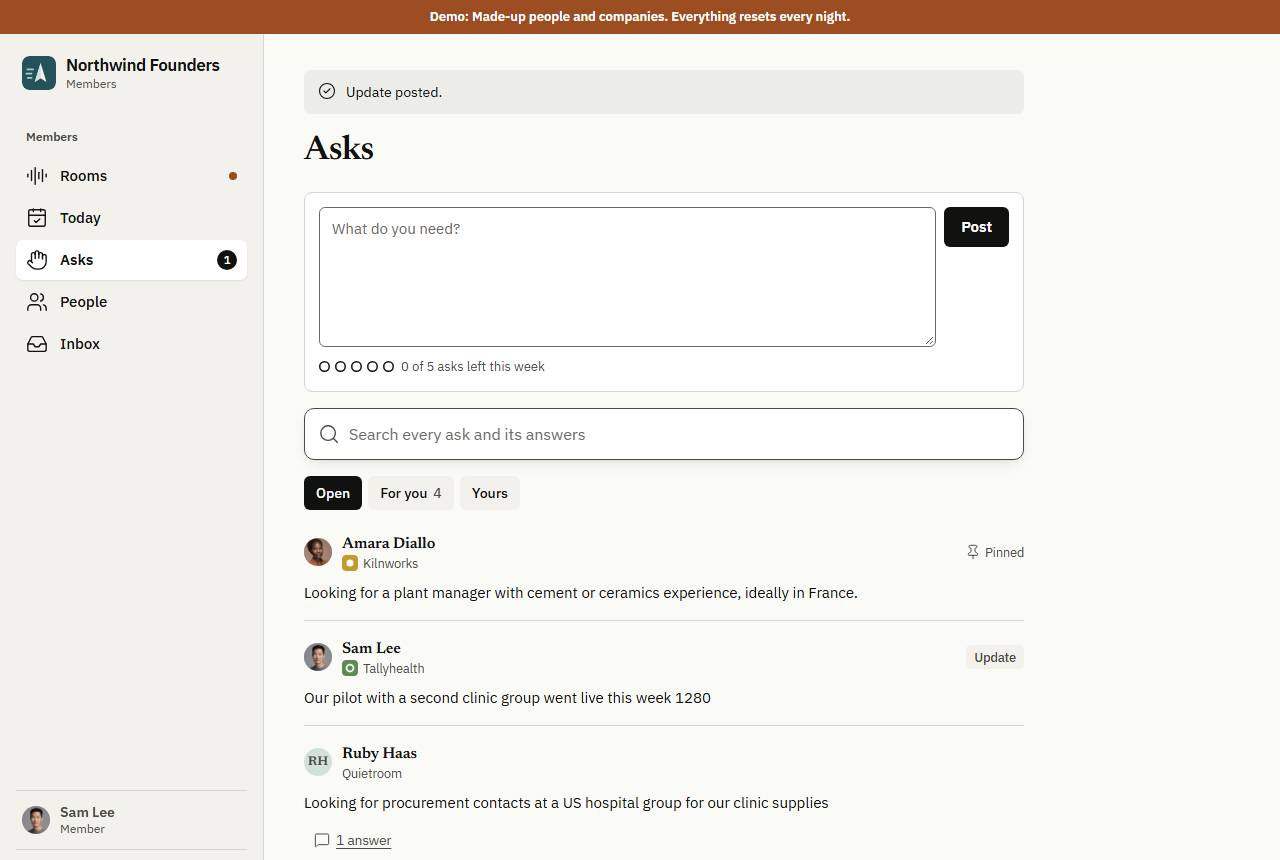 Demo: Made-up people and companies. Everything resets every night.
Northwind Founders
Members
Members
Rooms
Today
Asks 1
People
Inbox
Sam Lee
Member
Update posted.
Asks
What do you need?
Post
0 of 5 asks left this week
Search every ask and its answers
Open For you 4 Yours
Amara Diallo
Kilnworks
Pinned
Looking for a plant manager with cement or ceramics experience, ideally in France.
Sam Lee
Tallyhealth
Update
Our pilot with a second clinic group went live this week 1280
RH
Ruby Haas
Quietroom
Looking for procurement contacts at a US hospital group for our clinic supplies
1 answer